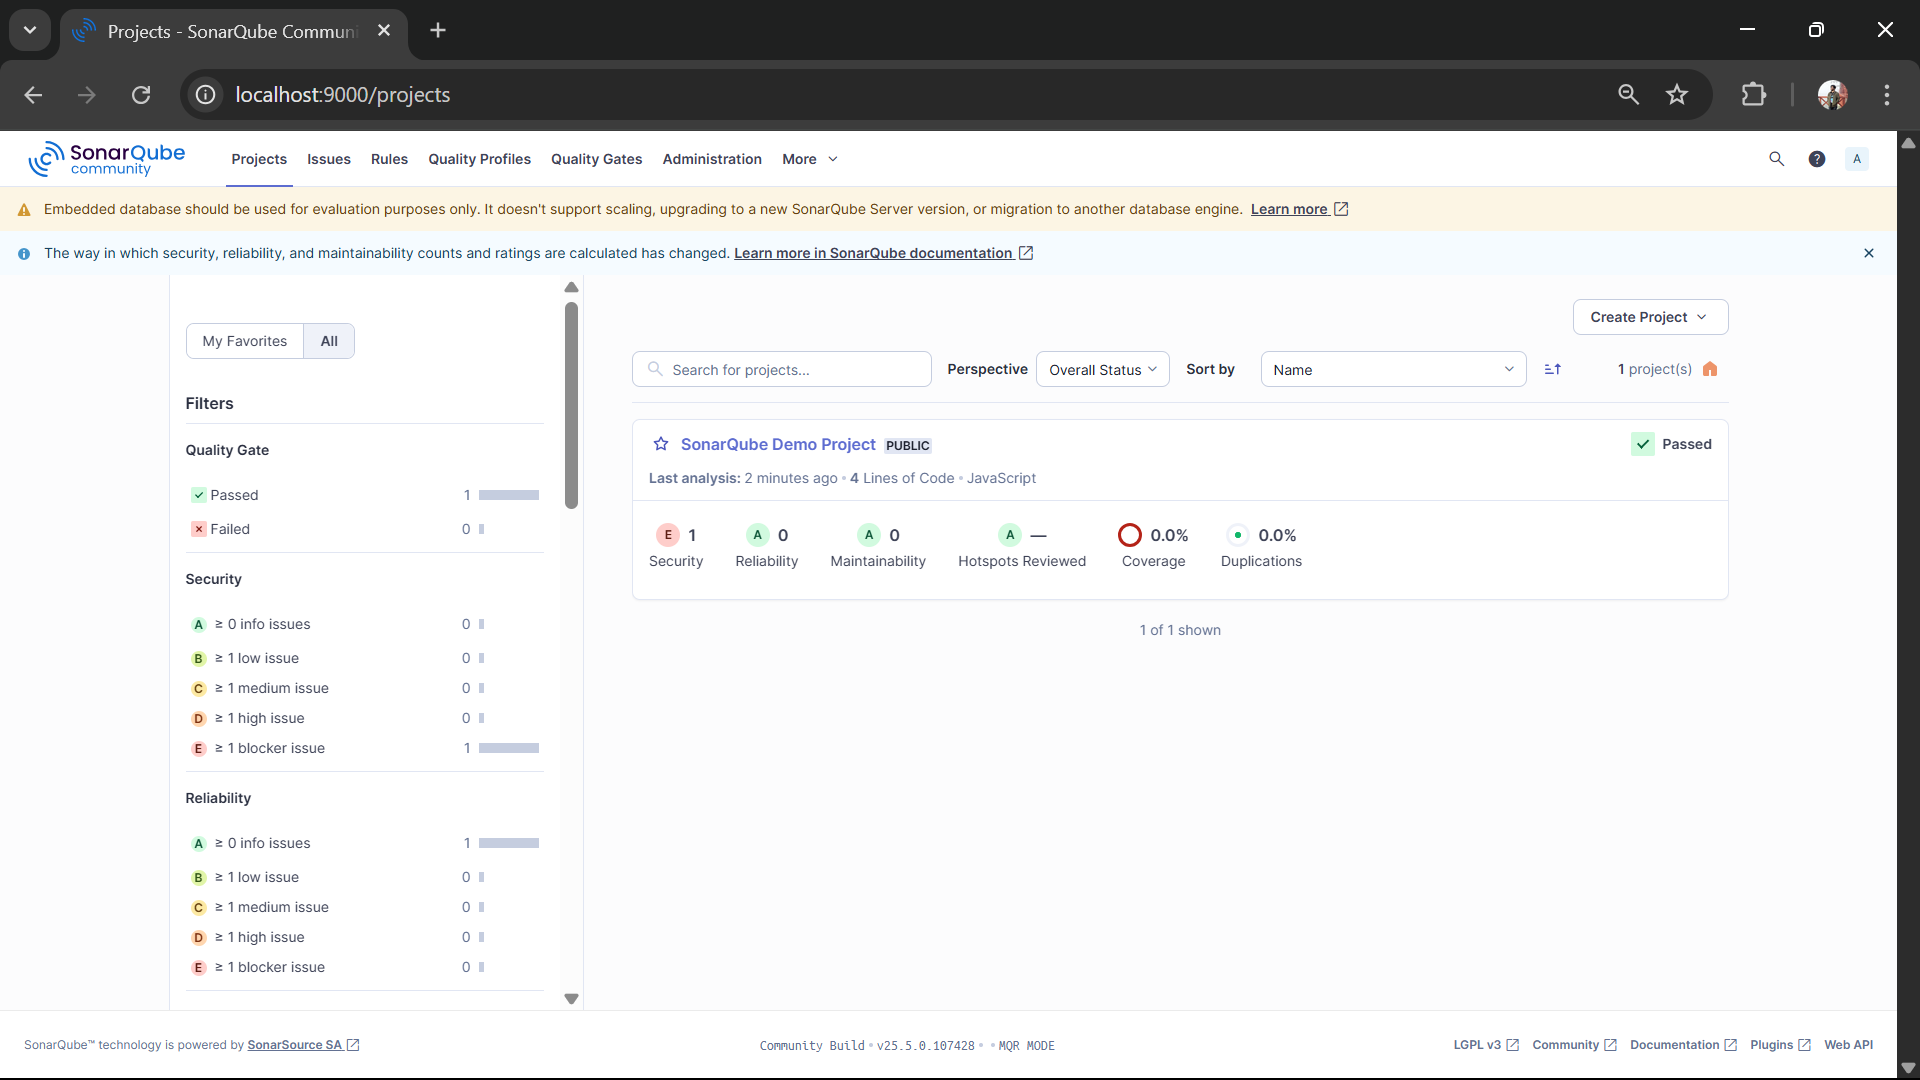 Projects - SonarQube Communi
localhost:9000/projects
SonarQube community
Projects Issues Rules Quality Profiles Quality Gates Administration More
A
Embedded database should be used for evaluation purposes only. It doesn't support scaling, upgrading to a new SonarQube Server version, or migration to another database engine. Learn more
The way in which security, reliability, and maintainability counts and ratings are calculated has changed. Learn more in SonarQube documentation
My Favorites All
Filters
Quality Gate
Passed 1
Failed 0
Security
A ≥ 0 info issues 0
B ≥ 1 low issue 0
C ≥ 1 medium issue 0
D ≥ 1 high issue 0
E ≥ 1 blocker issue 1
Reliability
A ≥ 0 info issues 1
B ≥ 1 low issue 0
C ≥ 1 medium issue 0
D ≥ 1 high issue 0
E ≥ 1 blocker issue 0
Create Project
Search for projects... Perspective Overall Status Sort by Name 1 project(s)
SonarQube Demo Project PUBLIC Passed
Last analysis: 2 minutes ago • 4 Lines of Code • JavaScript
E 1 A 0 A 0 A — 0.0% 0.0%
Security Reliability Maintainability Hotspots Reviewed Coverage Duplications
1 of 1 shown
SonarQube™ technology is powered by SonarSource SA
Community Build • v25.5.0.107428 • • MQR MODE
LGPL v3 Community Documentation Plugins Web API